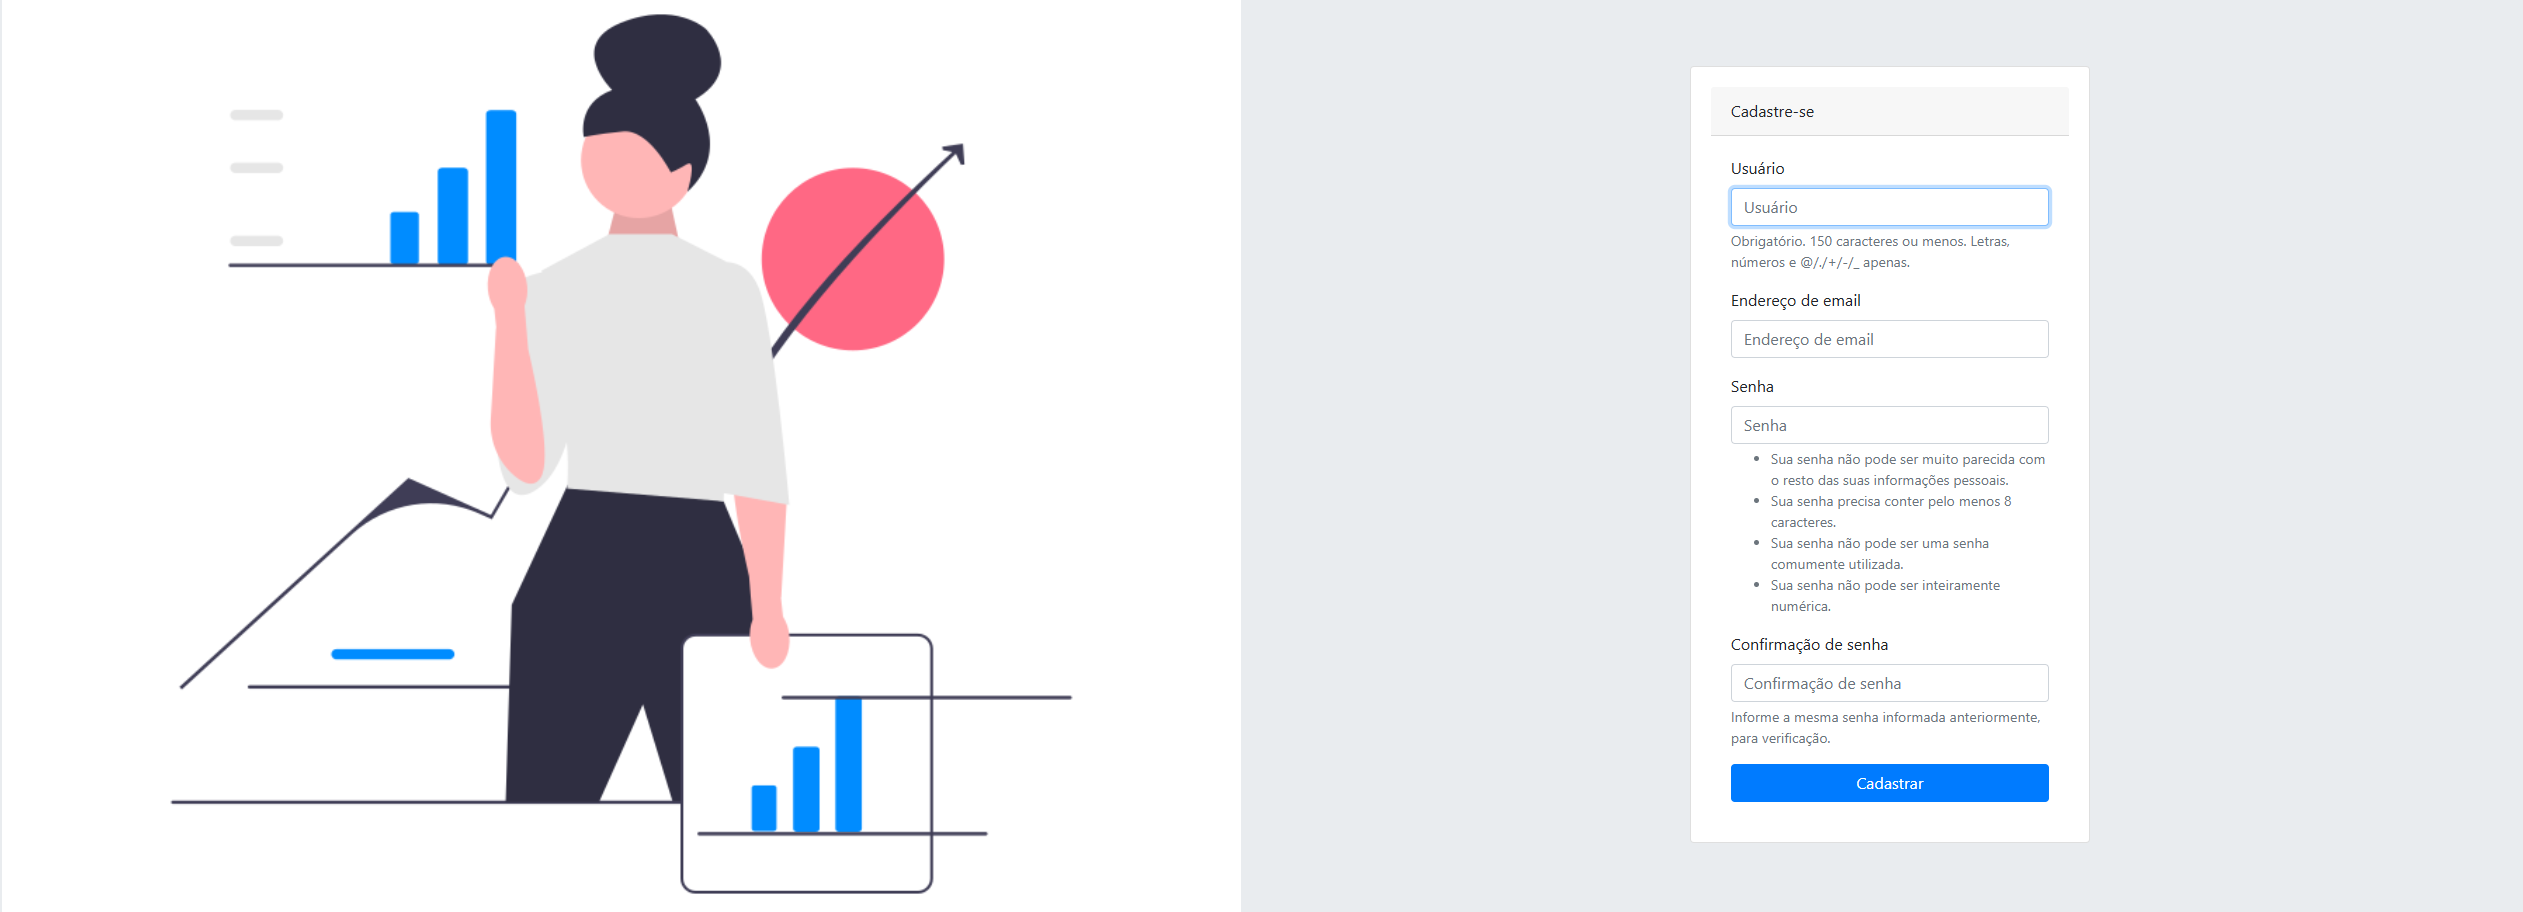 Cadastre-se
Usuário
Usuário
Obrigatório. 150 caracteres ou menos. Letras,
números e @/./+/-/_ apenas.
Endereço de email
Endereço de email
Senha
Senha
• Sua senha não pode ser muito parecida com
o resto das suas informações pessoais.
• Sua senha precisa conter pelo menos 8
caracteres.
• Sua senha não pode ser uma senha
comumente utilizada.
• Sua senha não pode ser inteiramente
numérica.
Confirmação de senha
Confirmação de senha
Informe a mesma senha informada anteriormente,
para verificação.
Cadastrar